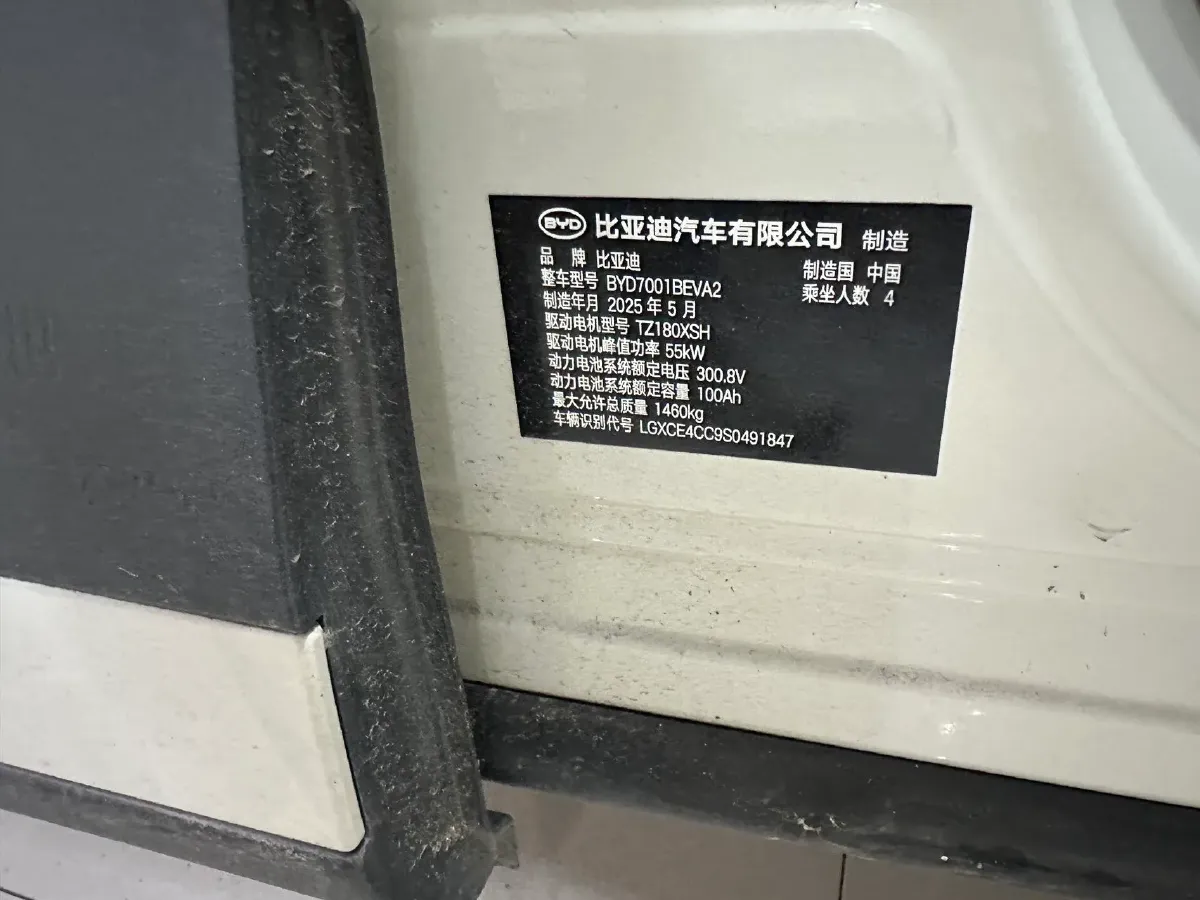 BYD 比亚迪汽车有限公司 制造
品 牌 比亚迪
制造国 中国
整车型号 BYD7001BEVA2
乘坐人数 4
制造年月 2025年5月
驱动电机型号 TZ180XSH
驱动电机峰值功率 55kW
动力电池系统额定电压 300.8V
动力电池系统额定容量 100Ah
最大允许总质量 1460kg
车辆识别代号 LGXCE4CC9S0491847